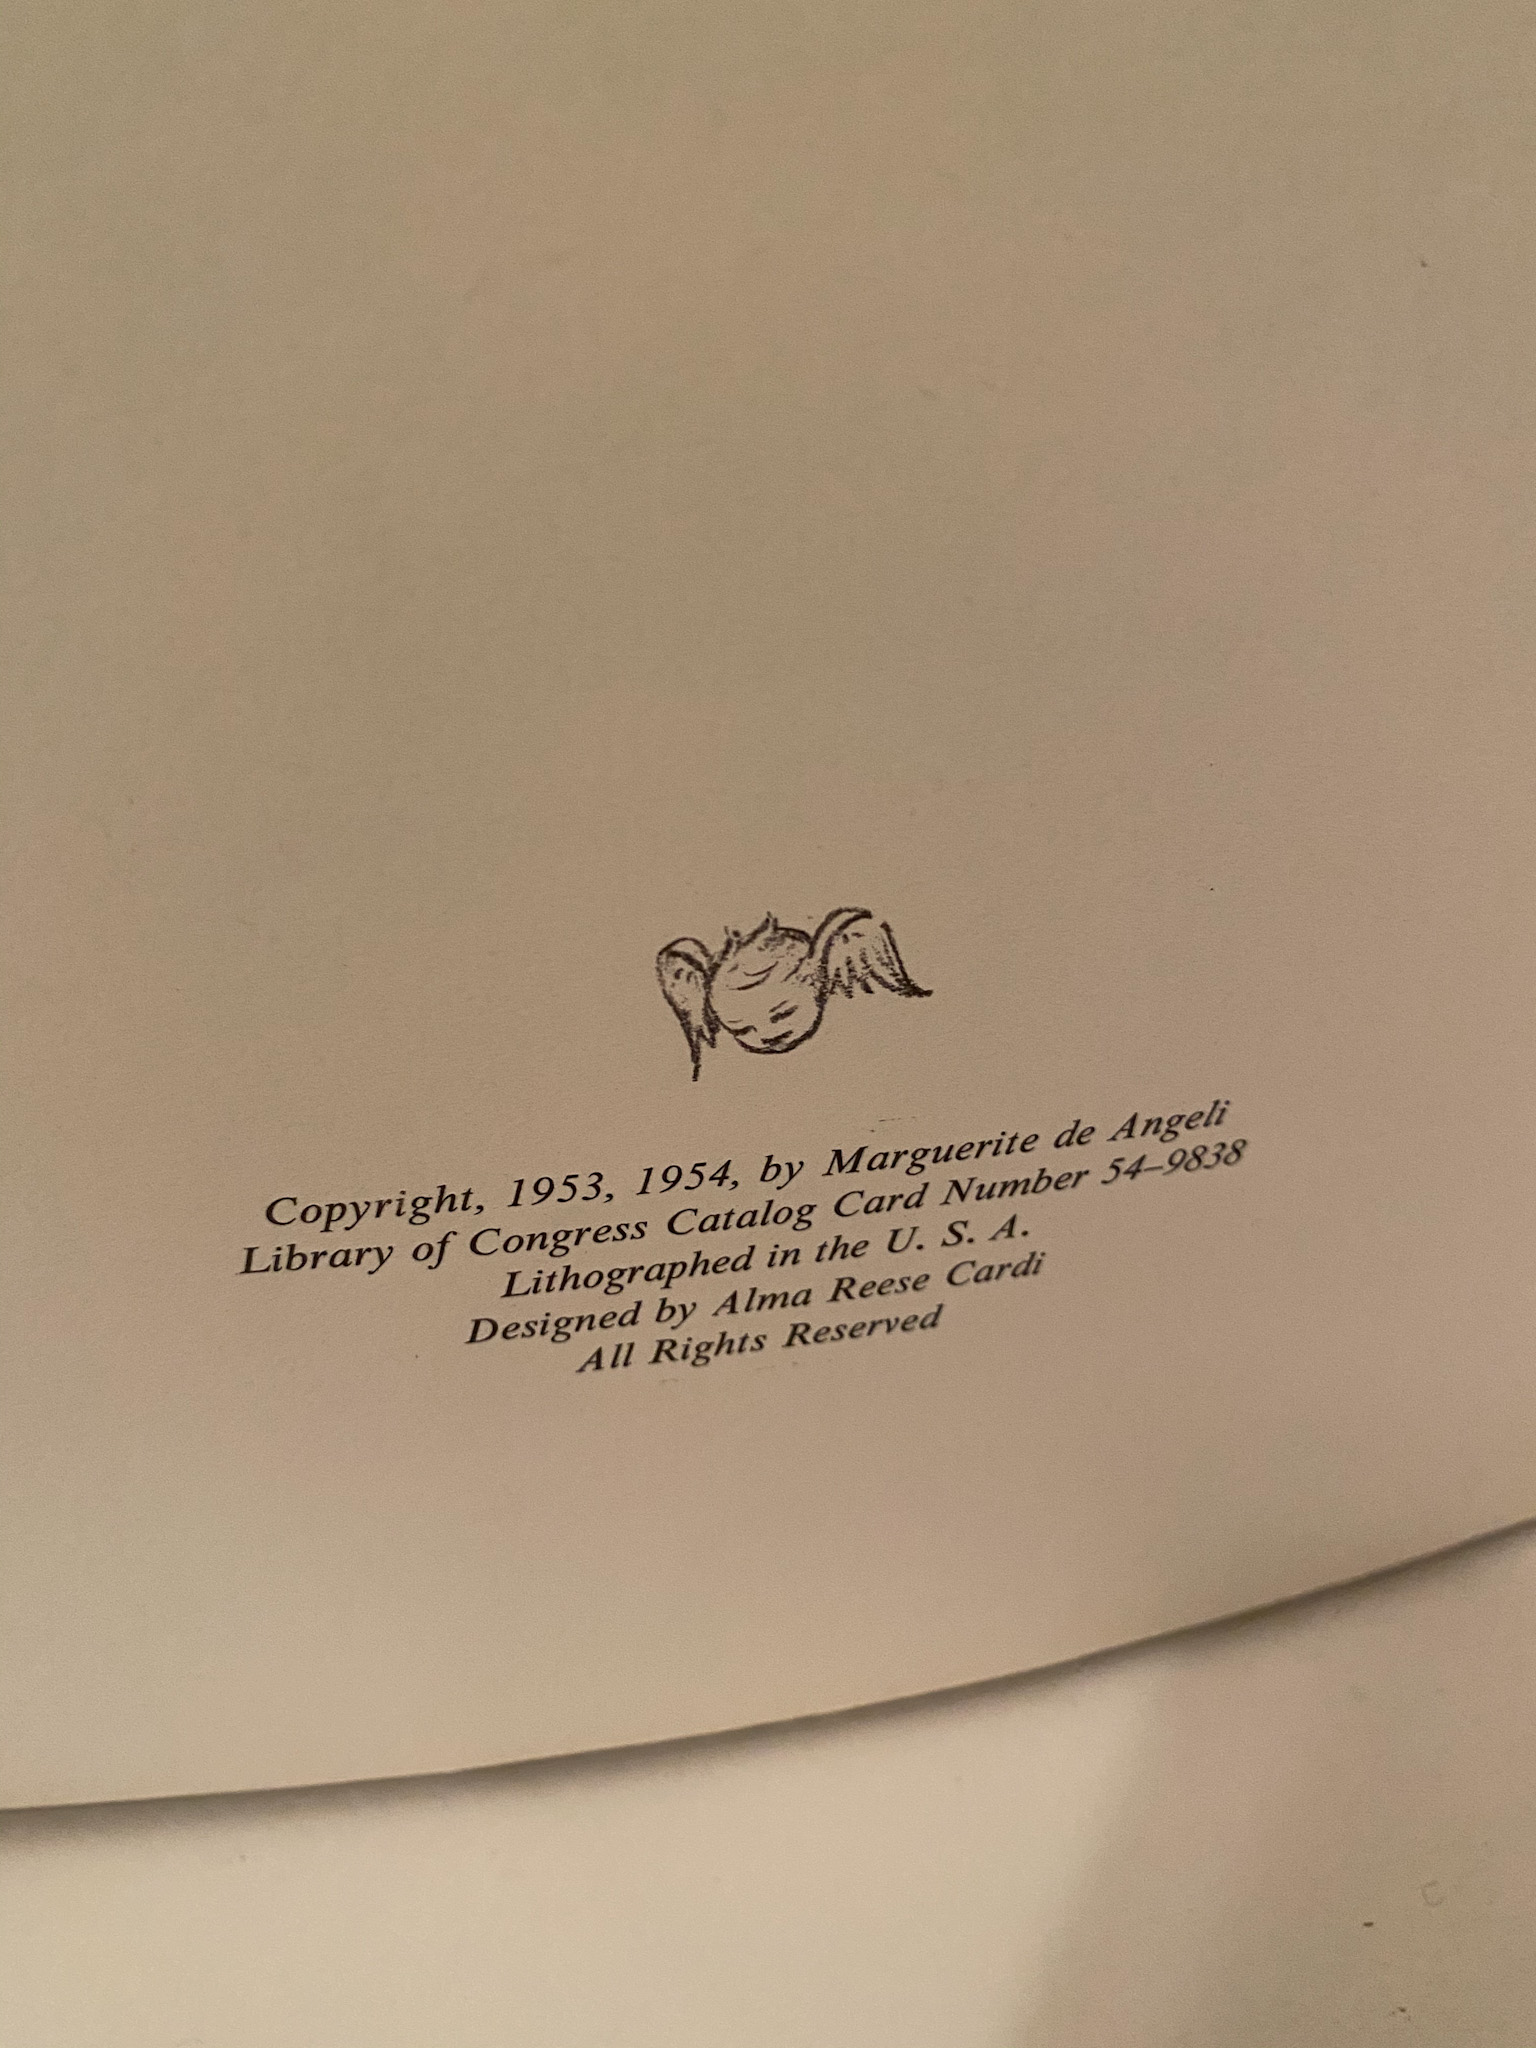 Copyright, 1953, 1954, by Marguerite de Angeli
Library of Congress Catalog Card Number 54–9838
Lithographed in the U. S. A.
Designed by Alma Reese Cardi
All Rights Reserved